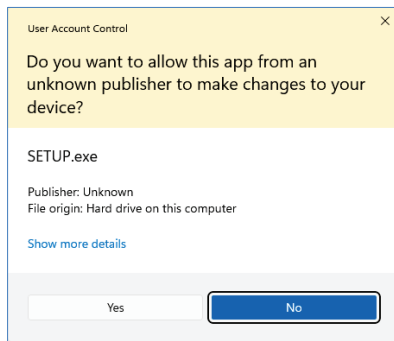 User Account Control
Do you want to allow this app from an
unknown publisher to make changes to your
device?
SETUP.exe
Publisher: Unknown
File origin: Hard drive on this computer
Show more details
Yes
No